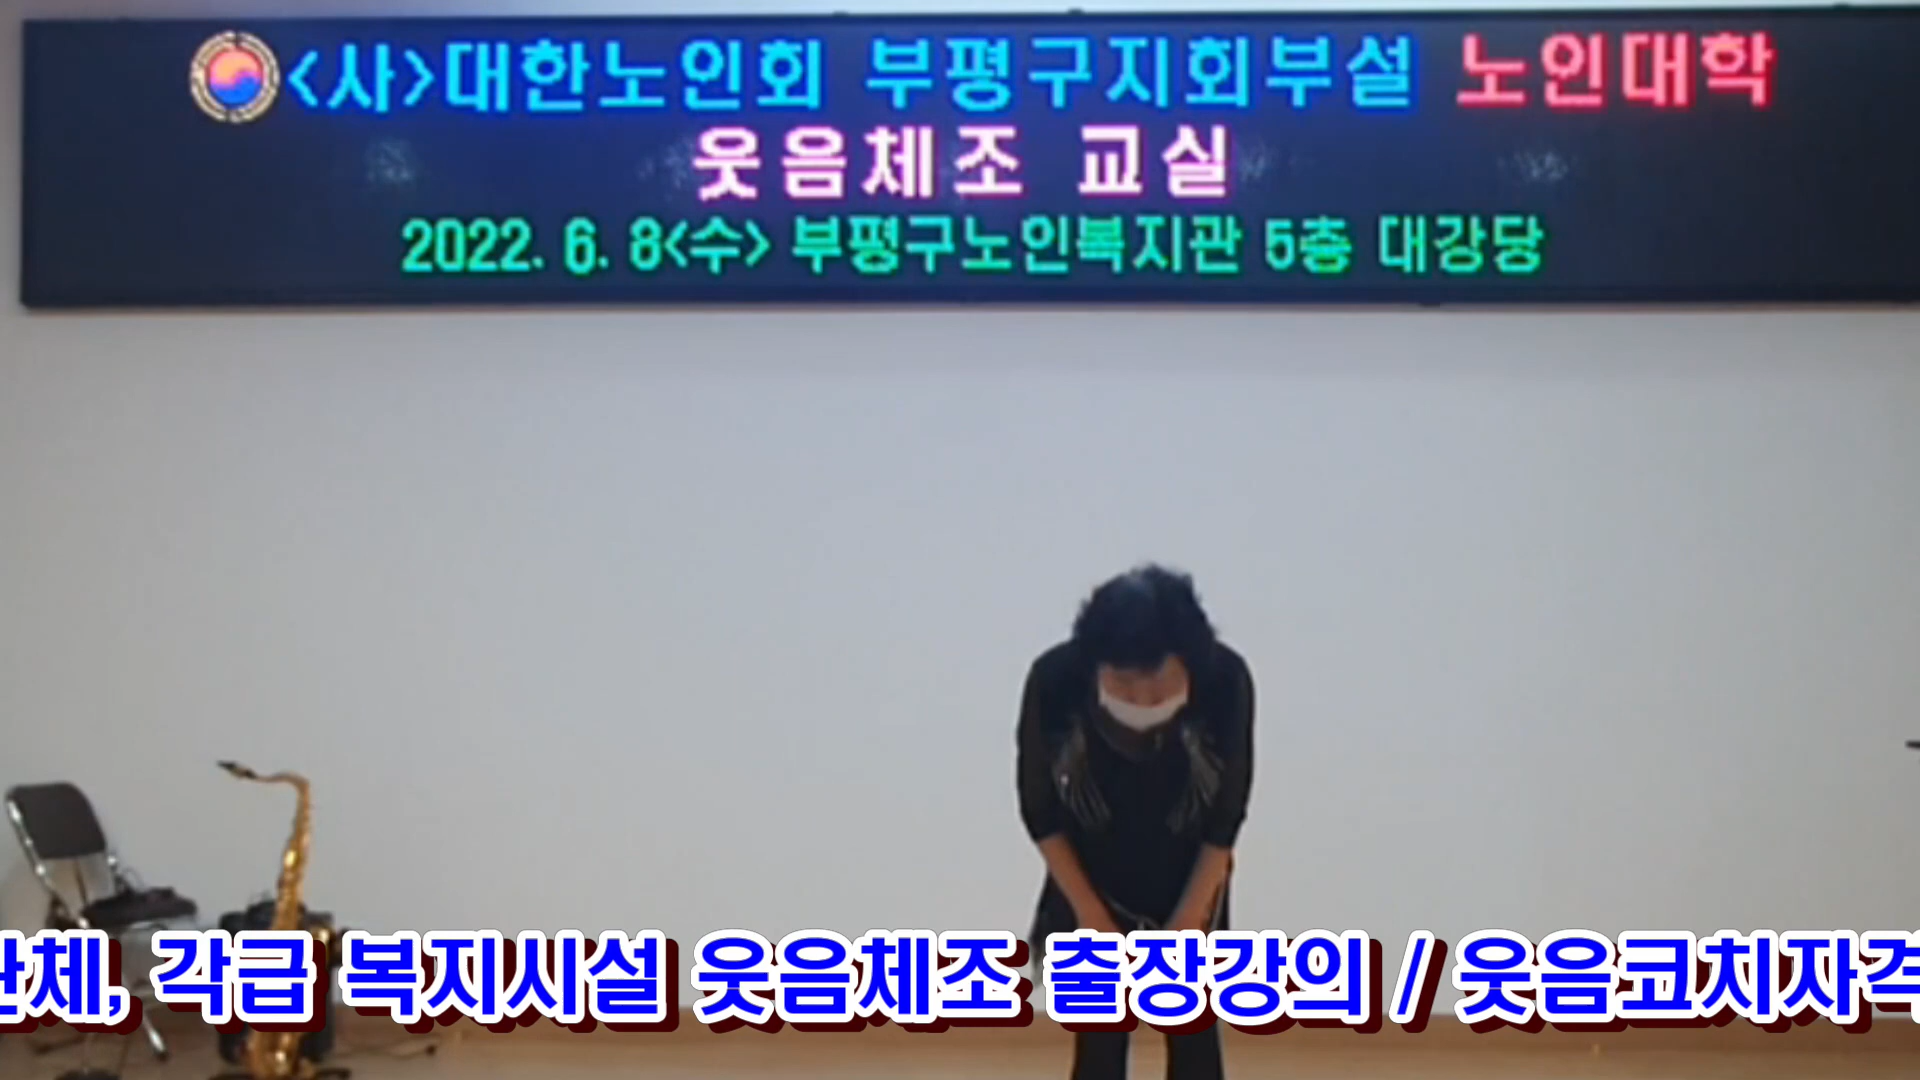 <사>대한노인회 부평구지회부설 노인대학
웃음체조 교실
2022. 6. 8<수> 부평구노인복지관 5층 대강당
단체, 각급 복지시설 웃음체조 출장강의 / 웃음코치자격